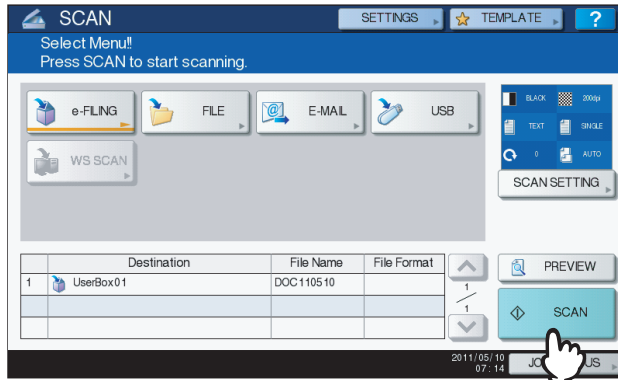 SCAN
SETTINGS
TEMPLATE
?
Select Menu!!
Press SCAN to start scanning.
e-FILING
FILE
E-MAIL
USB
WS SCAN
BLACK
200dpi
TEXT
SINGLE
0
AUTO
SCAN SETTING
Destination
File Name
File Format
1
UserBox01
DOC110510
1
1
PREVIEW
SCAN
2011/05/10
07:14
JO
US